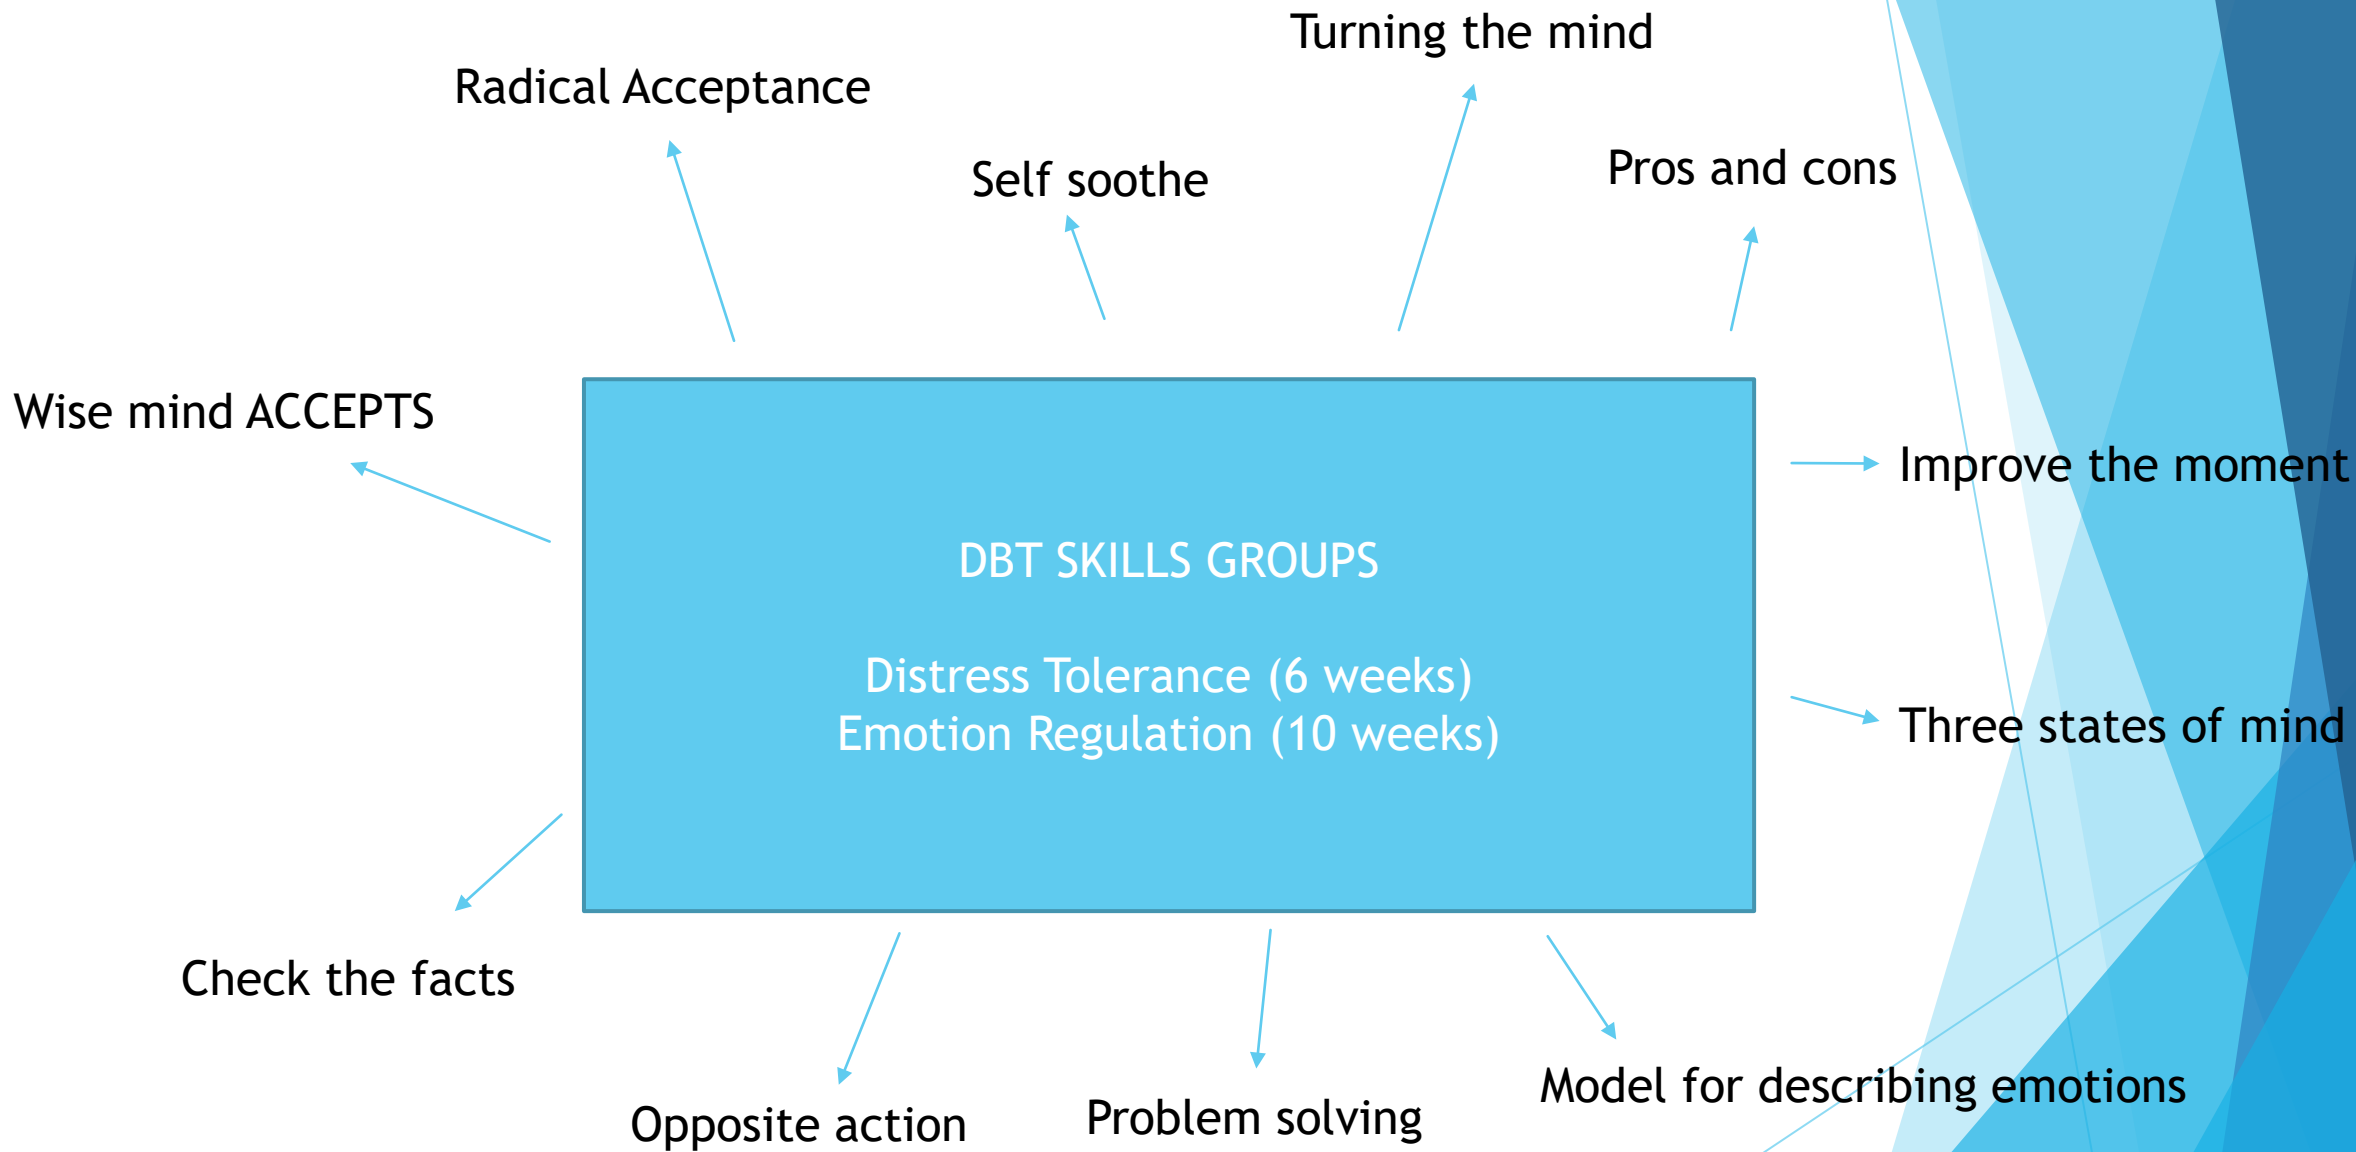 Turning the mind
Radical Acceptance
Self soothe
Pros and cons
Wise mind ACCEPTS
Improve the moment
DBT SKILLS GROUPS
Distress Tolerance (6 weeks)
Emotion Regulation (10 weeks)
Three states of mind
Check the facts
Opposite action
Problem solving
Model for describing emotions